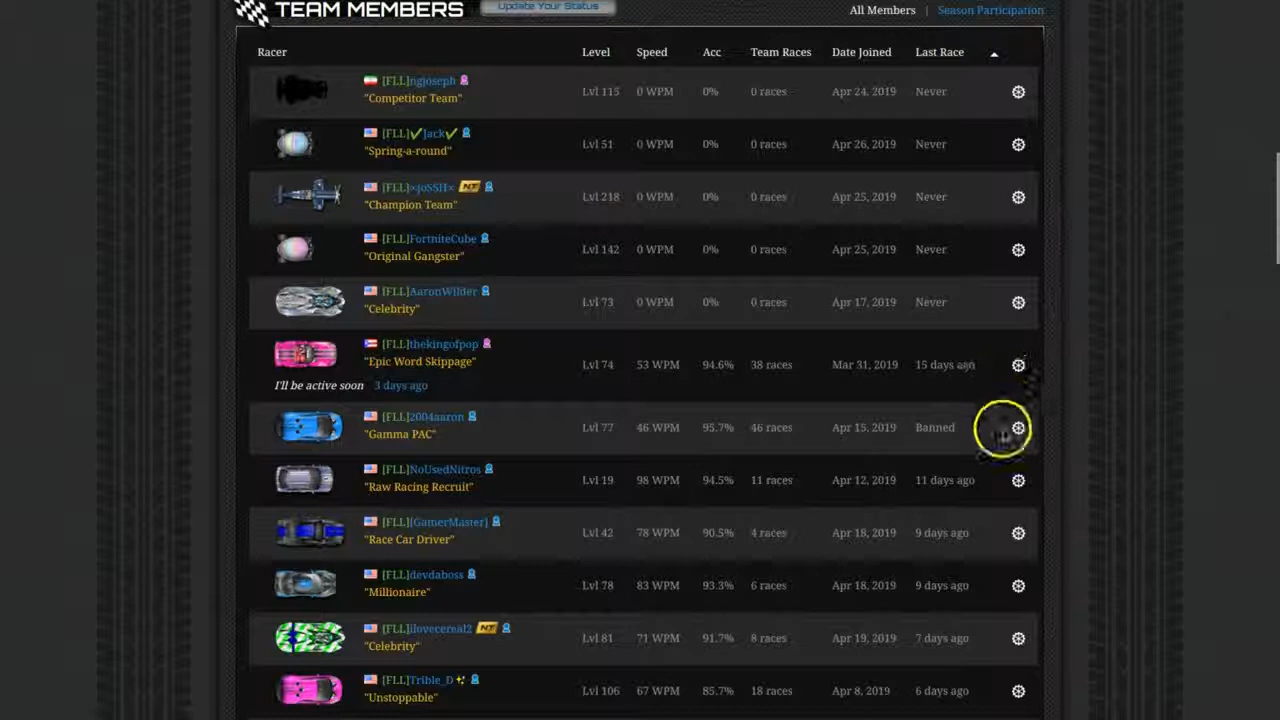 TEAM MEMBERS Update Your Status All Members | Season Participation
Racer Level Speed Acc Team Races Date Joined Last Race
[FLL]ngjoseph
"Competitor Team" Lvl 115 0 WPM 0% 0 races Apr 24, 2019 Never
[FLL]✔Jack✔
"Spring-a-round" Lvl 51 0 WPM 0% 0 races Apr 26, 2019 Never
[FLL]×joSSH× NT
"Champion Team" Lvl 218 0 WPM 0% 0 races Apr 25, 2019 Never
[FLL]FortniteCube
"Original Gangster" Lvl 142 0 WPM 0% 0 races Apr 25, 2019 Never
[FLL]AaronWilder
"Celebrity" Lvl 73 0 WPM 0% 0 races Apr 17, 2019 Never
[FLL]thekingofpop
"Epic Word Skippage" Lvl 74 53 WPM 94.6% 38 races Mar 31, 2019 15 days ago
I'll be active soon 3 days ago
[FLL]2004aaron
"Gamma PAC" Lvl 77 46 WPM 95.7% 46 races Apr 15, 2019 Banned
[FLL]NoUsedNitros
"Raw Racing Recruit" Lvl 19 98 WPM 94.5% 11 races Apr 12, 2019 11 days ago
[FLL][GamerMaster]
"Race Car Driver" Lvl 42 78 WPM 90.5% 4 races Apr 18, 2019 9 days ago
[FLL]devdaboss
"Millionaire" Lvl 78 83 WPM 93.3% 6 races Apr 18, 2019 9 days ago
[FLL]ilovecereal2 NT
"Celebrity" Lvl 81 71 WPM 91.7% 8 races Apr 19, 2019 7 days ago
[FLL]Trible_D✨
"Unstoppable" Lvl 106 67 WPM 85.7% 18 races Apr 8, 2019 6 days ago